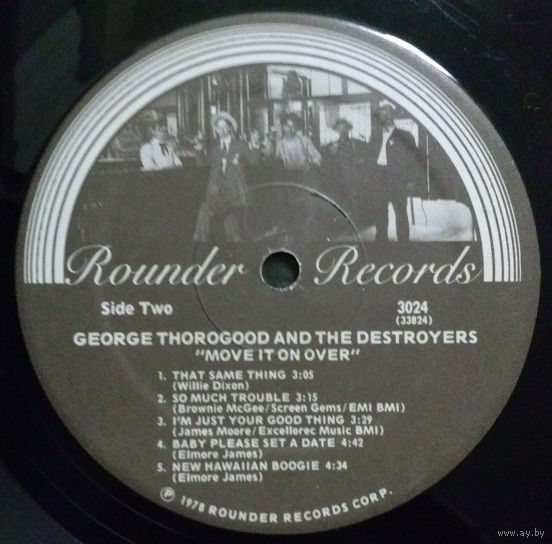 Rounder Records
Side Two
3024
(33824)
GEORGE THOROGOOD AND THE DESTROYERS
"MOVE IT ON OVER"
1. THAT SAME THING 3:05
(Willie Dixon)
2. SO MUCH TROUBLE 3:15
(Brownie McGee/Screen Gems/EMI BMI)
3. I'M JUST YOUR GOOD THING 3:29
(James Moore/Excellorec Music BMI)
4. BABY PLEASE SET A DATE 4:42
(Elmore James)
5. NEW HAWAIIAN BOOGIE 4:34
(Elmore James)
℗ 1978 ROUNDER RECORDS CORP.
www.ay.by